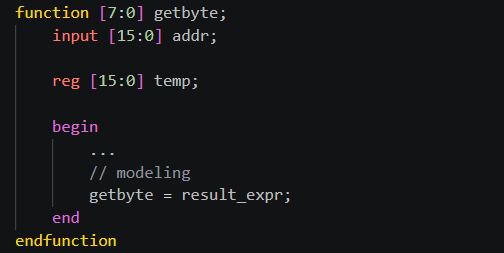 function [7:0] getbyte;
    input [15:0] addr;

    reg [15:0] temp;

    begin
        ...
        // modeling
        getbyte = result_expr;
    end
endfunction